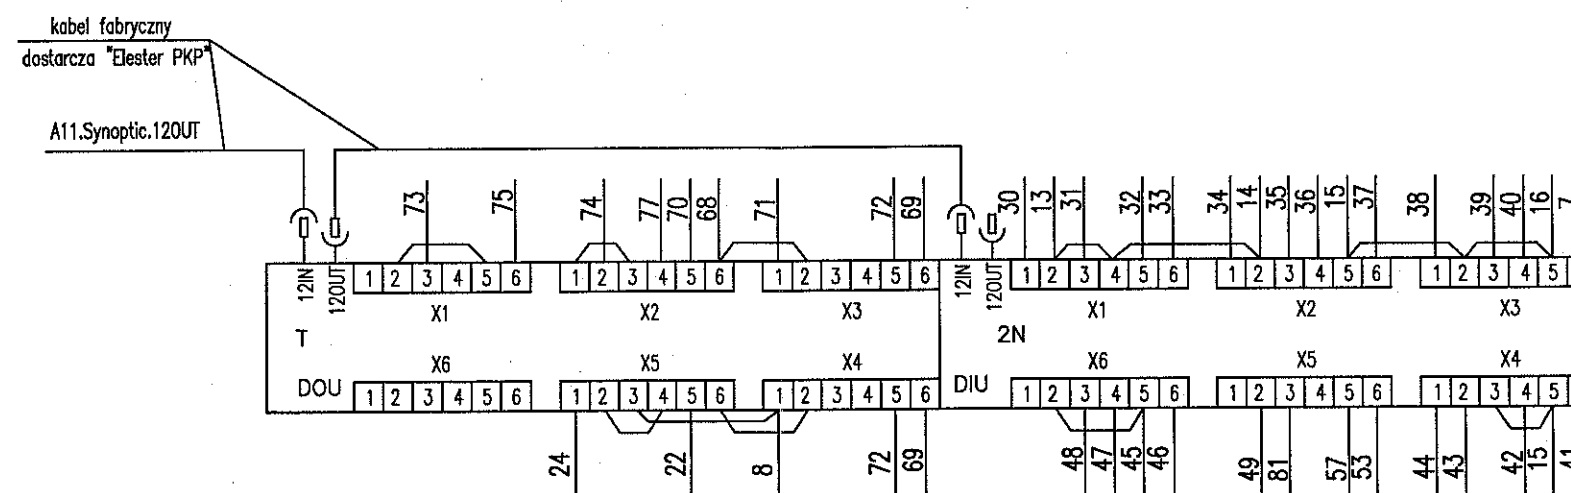 kabel fabryczny
dostarcza "Elester PKP"
A11.Synoptic.12OUT
73 75 74 77 70 68 71 72 69 30 13 31 32 33 34 14 35 36 15 37 38 39 40 16
12IN 12OUT 1 2 3 4 5 6 1 2 3 4 5 6 1 2 3 4 5 6 12IN 12OUT 1 2 3 4 5 6 1 2 3 4 5 6 1 2 3 4 5
X1 X2 X3 X1 X2 X3
T 2N
X6 X5 X4 X6 X5 X4
DOU 1 2 3 4 5 6 1 2 3 4 5 6 1 2 3 4 5 6 DIU 1 2 3 4 5 6 1 2 3 4 5 6 1 2 3 4 5
24 22 8 72 69 48 47 45 46 49 81 57 53 44 43 42 15 41